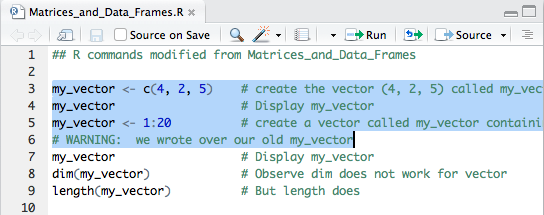 Matrices_and_Data_Frames.R
Source on Save
Run
Source
1 ## R commands modified from Matrices_and_Data_Frames
2
3 my_vector <- c(4, 2, 5) # create the vector (4, 2, 5) called my_vec
4 my_vector # Display my_vector
5 my_vector <- 1:20 # create a vector called my_vector containi
6 # WARNING: we wrote over our old my_vector
7 my_vector # Display my_vector
8 dim(my_vector) # Observe dim does not work for vector
9 length(my_vector) # But length does
10